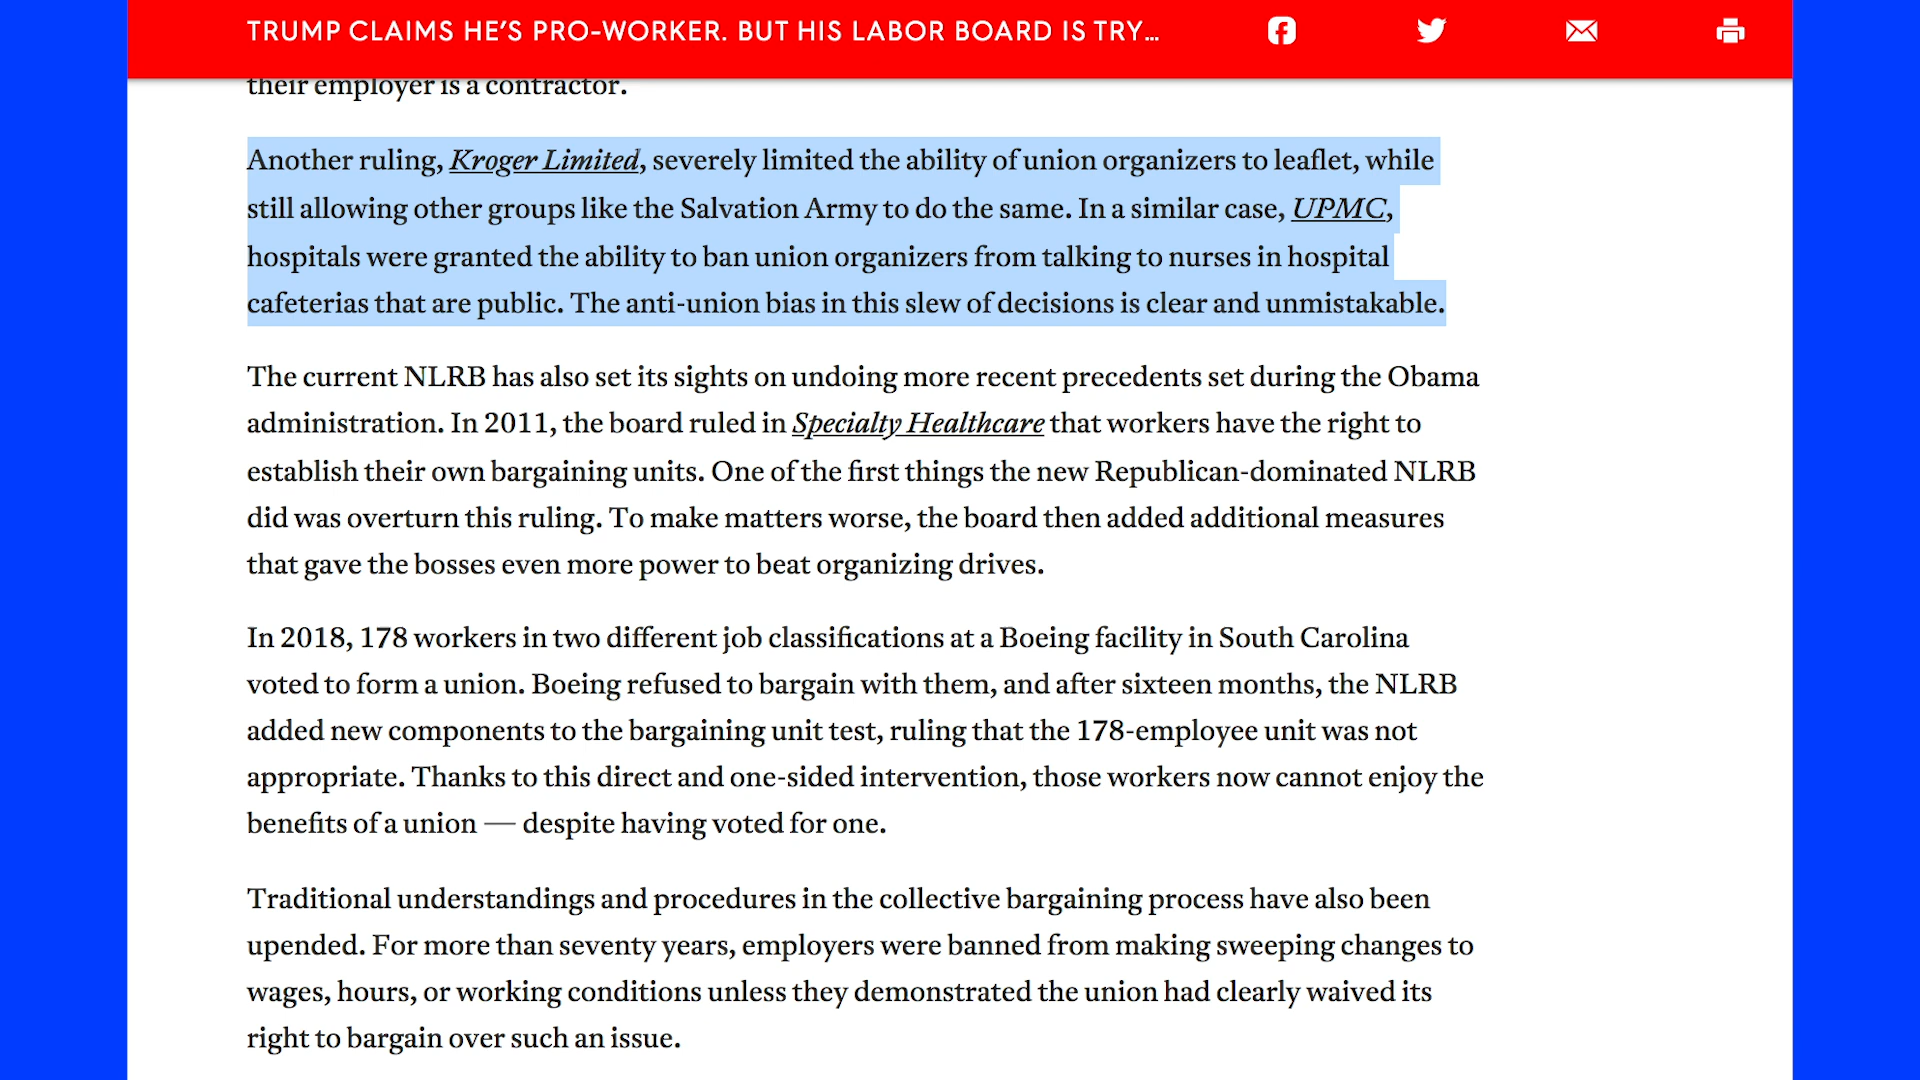 TRUMP CLAIMS HE'S PRO-WORKER. BUT HIS LABOR BOARD IS TRY…
their employer is a contractor.
Another ruling, Kroger Limited, severely limited the ability of union organizers to leaflet, while
still allowing other groups like the Salvation Army to do the same. In a similar case, UPMC,
hospitals were granted the ability to ban union organizers from talking to nurses in hospital
cafeterias that are public. The anti-union bias in this slew of decisions is clear and unmistakable.
The current NLRB has also set its sights on undoing more recent precedents set during the Obama
administration. In 2011, the board ruled in Specialty Healthcare that workers have the right to
establish their own bargaining units. One of the first things the new Republican-dominated NLRB
did was overturn this ruling. To make matters worse, the board then added additional measures
that gave the bosses even more power to beat organizing drives.
In 2018, 178 workers in two different job classifications at a Boeing facility in South Carolina
voted to form a union. Boeing refused to bargain with them, and after sixteen months, the NLRB
added new components to the bargaining unit test, ruling that the 178-employee unit was not
appropriate. Thanks to this direct and one-sided intervention, those workers now cannot enjoy the
benefits of a union — despite having voted for one.
Traditional understandings and procedures in the collective bargaining process have also been
upended. For more than seventy years, employers were banned from making sweeping changes to
wages, hours, or working conditions unless they demonstrated the union had clearly waived its
right to bargain over such an issue.